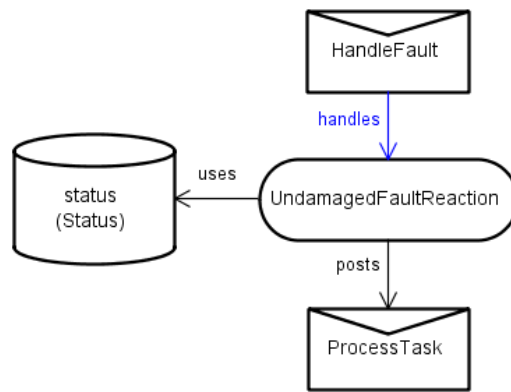 HandleFault
handles
status
(Status)
uses
UndamagedFaultReaction
posts
ProcessTask